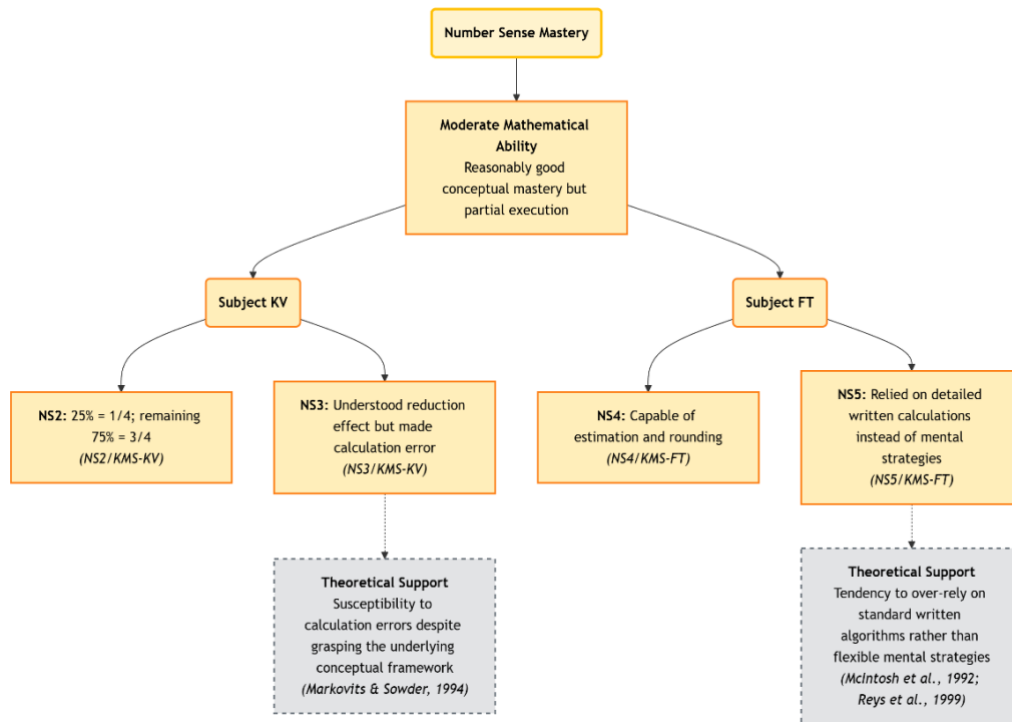 Number Sense Mastery
Moderate Mathematical
Ability
Reasonably good
conceptual mastery but
partial execution
Subject KV
Subject FT
NS2: 25% = 1/4; remaining
75% = 3/4
(NS2/KMS-KV)
NS3: Understood reduction
effect but made
calculation error
(NS3/KMS-KV)
NS4: Capable of
estimation and rounding
(NS4/KMS-FT)
NS5: Relied on detailed
written calculations
instead of mental
strategies
(NS5/KMS-FT)
Theoretical Support
Susceptibility to
calculation errors despite
grasping the underlying
conceptual framework
(Markovits & Sowder, 1994)
Theoretical Support
Tendency to over-rely on
standard written
algorithms rather than
flexible mental strategies
(McIntosh et al., 1992;
Reys et al., 1999)